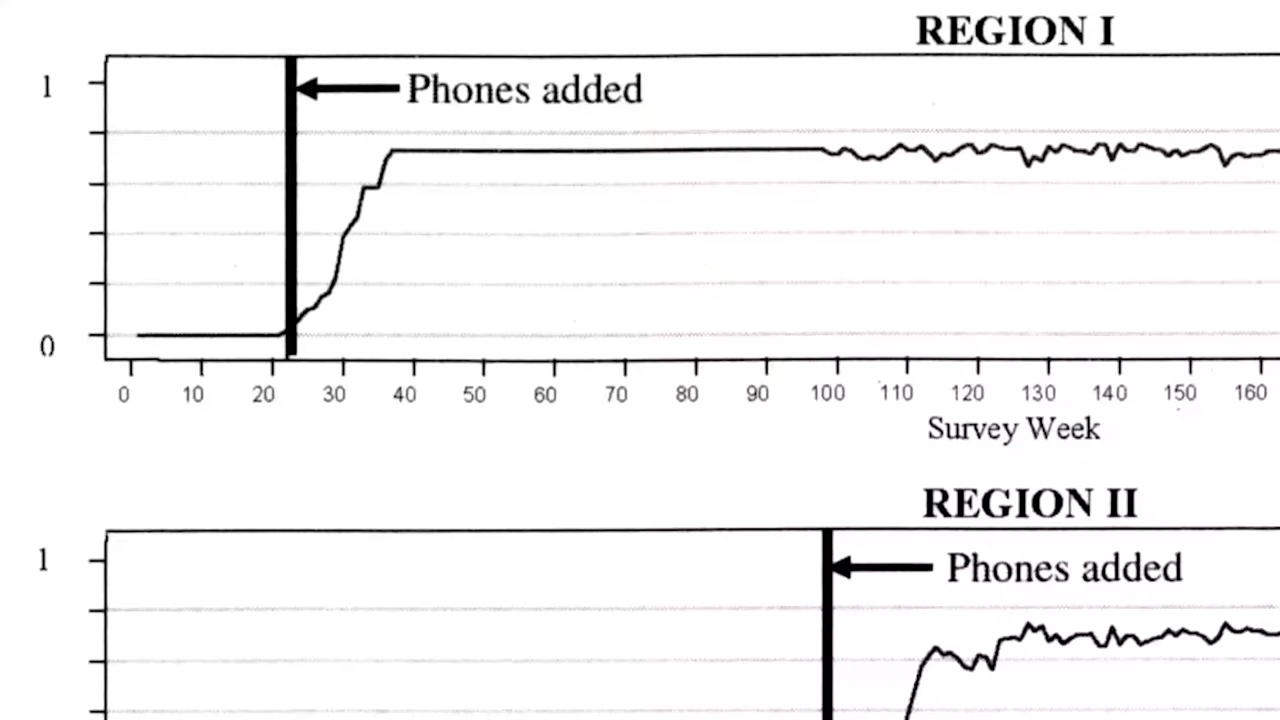 REGION I
1
Phones added
0
0 10 20 30 40 50 60 70 80 90 100 110 120 130 140 150 160
Survey Week
REGION II
1
Phones added